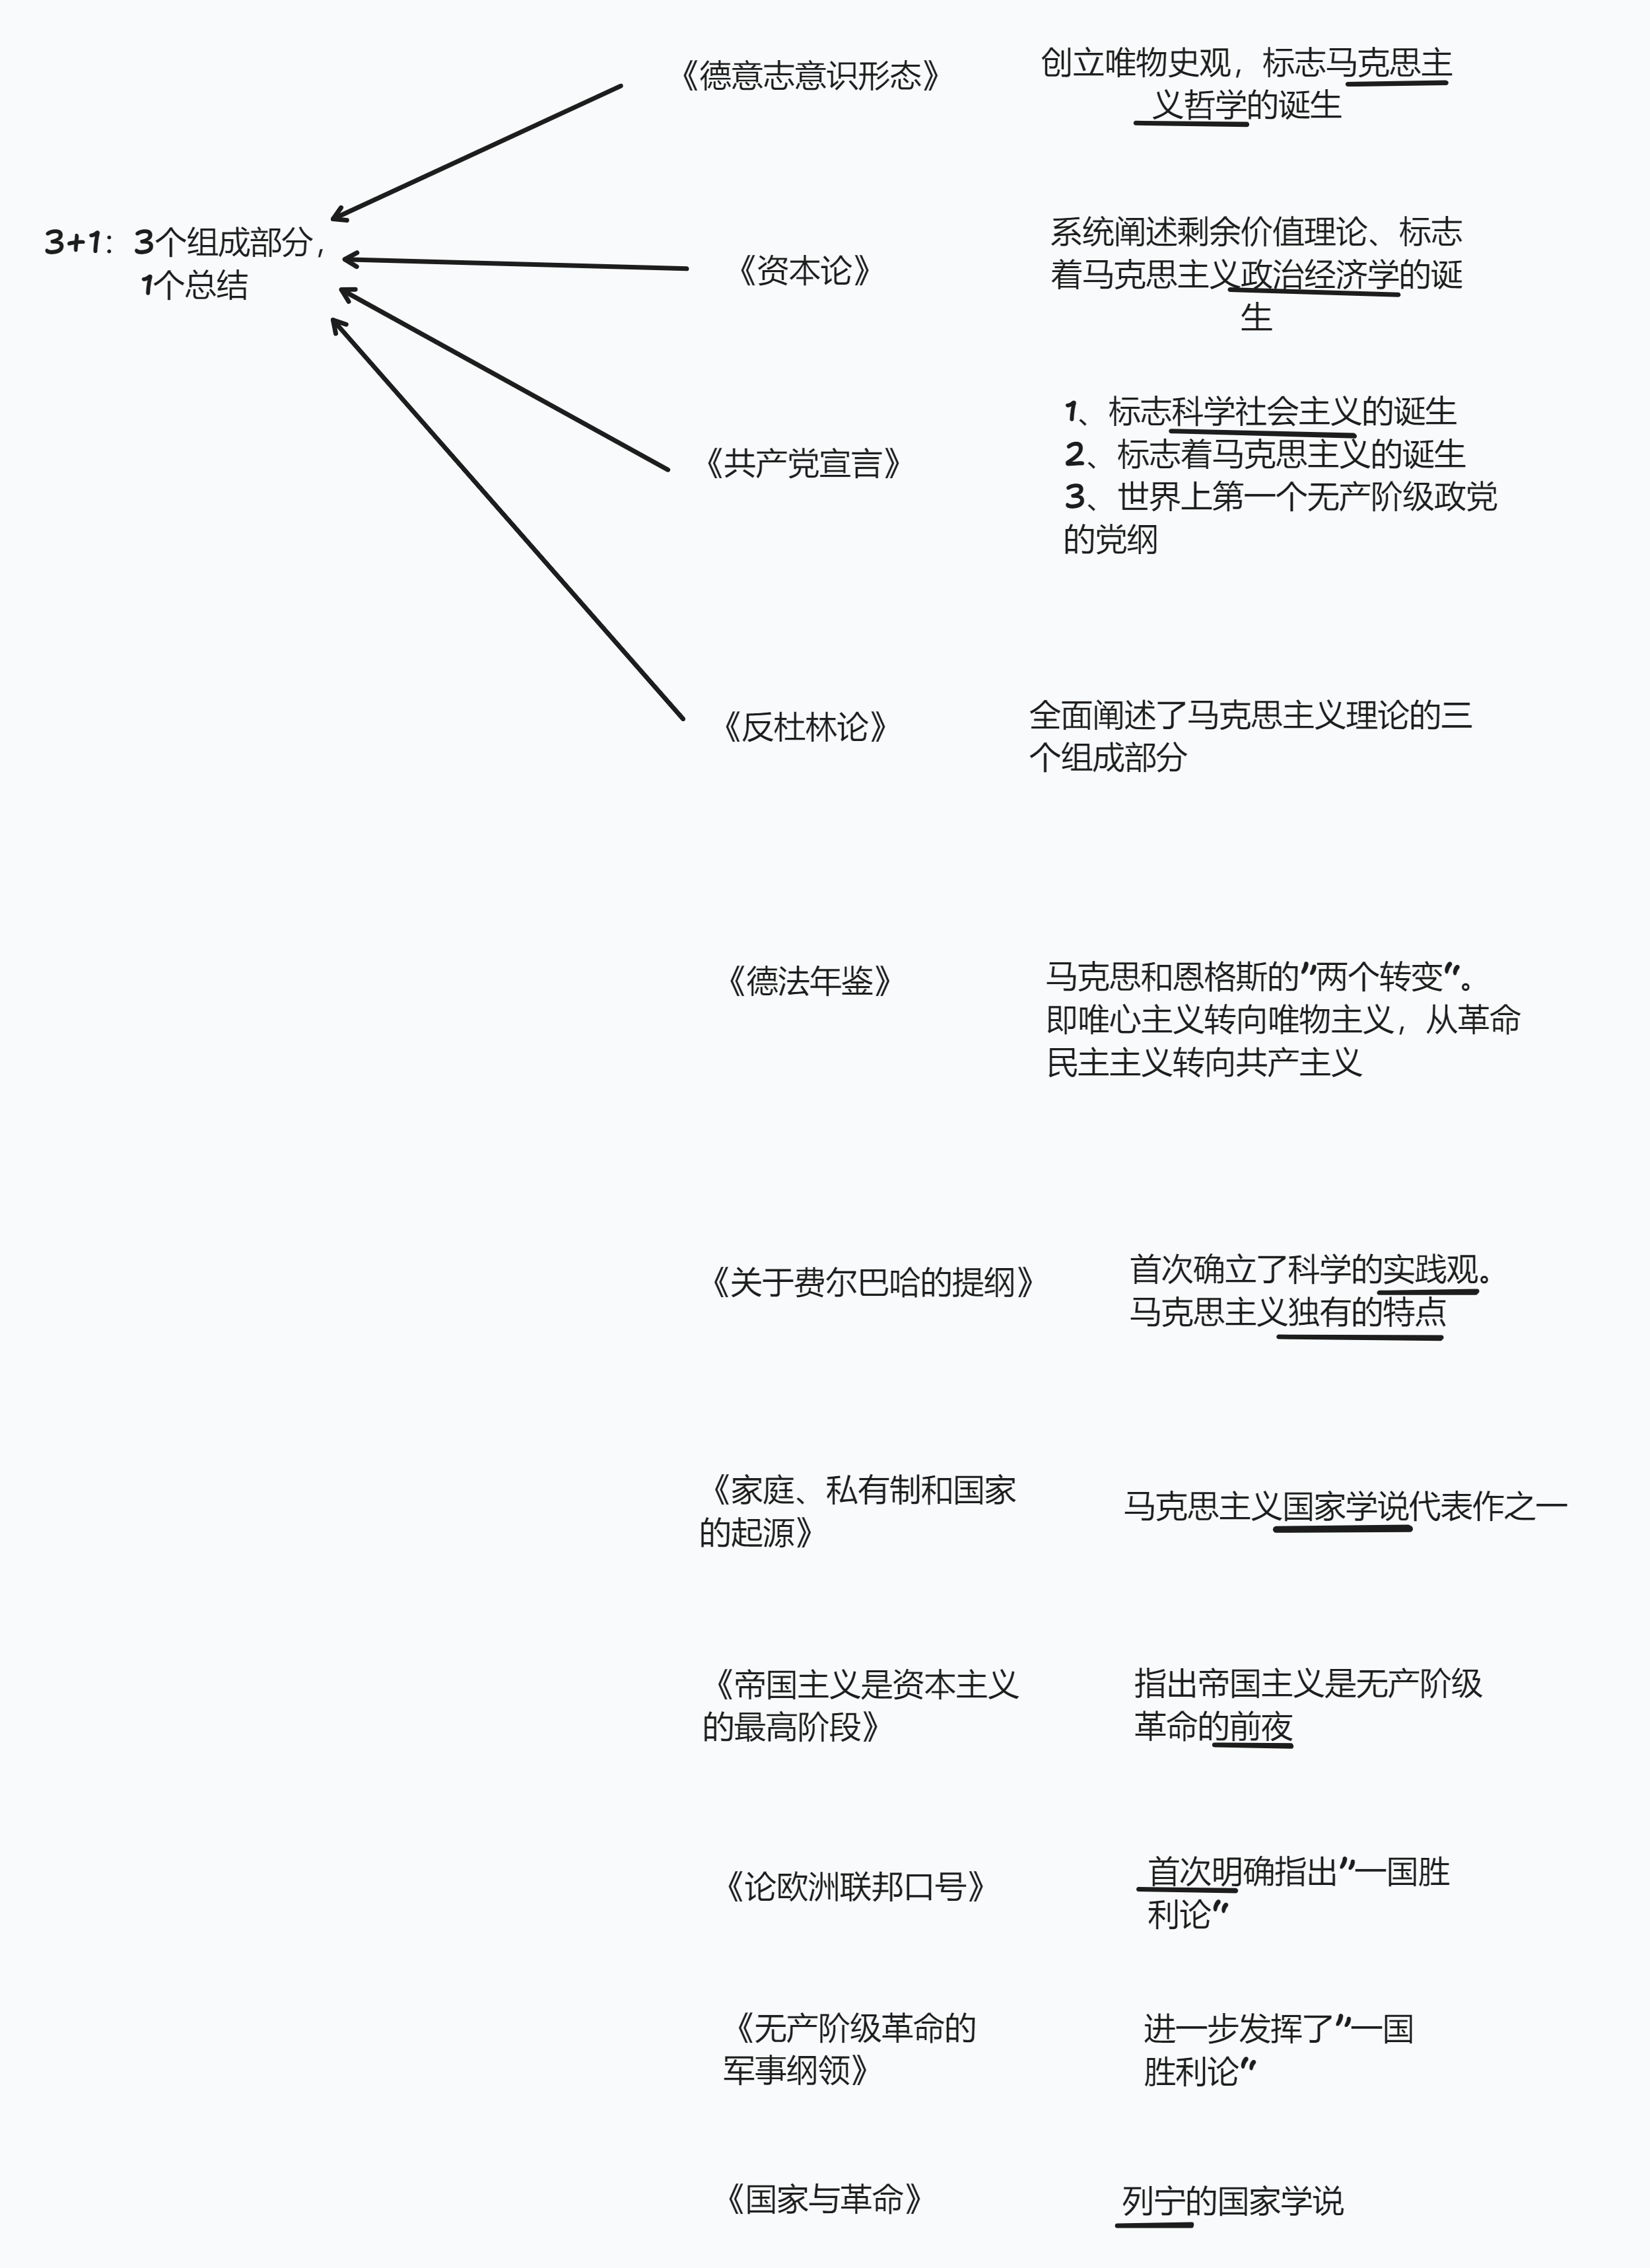 《德意志意识形态》
创立唯物史观，标志马克思主
义哲学的诞生
3+1：3个组成部分，
1个总结
《资本论》
系统阐述剩余价值理论、标志
着马克思主义政治经济学的诞
生
《共产党宣言》
1、标志科学社会主义的诞生
2、标志着马克思主义的诞生
3、世界上第一个无产阶级政党
的党纲
《反杜林论》
全面阐述了马克思主义理论的三
个组成部分
《德法年鉴》
马克思和恩格斯的”两个转变“。
即唯心主义转向唯物主义，从革命
民主主义转向共产主义
《关于费尔巴哈的提纲》
首次确立了科学的实践观。
马克思主义独有的特点
《家庭、私有制和国家
的起源》
马克思主义国家学说代表作之一
《帝国主义是资本主义
的最高阶段》
指出帝国主义是无产阶级
革命的前夜
《论欧洲联邦口号》
首次明确指出”一国胜
利论“
《无产阶级革命的
军事纲领》
进一步发挥了”一国
胜利论“
《国家与革命》
列宁的国家学说